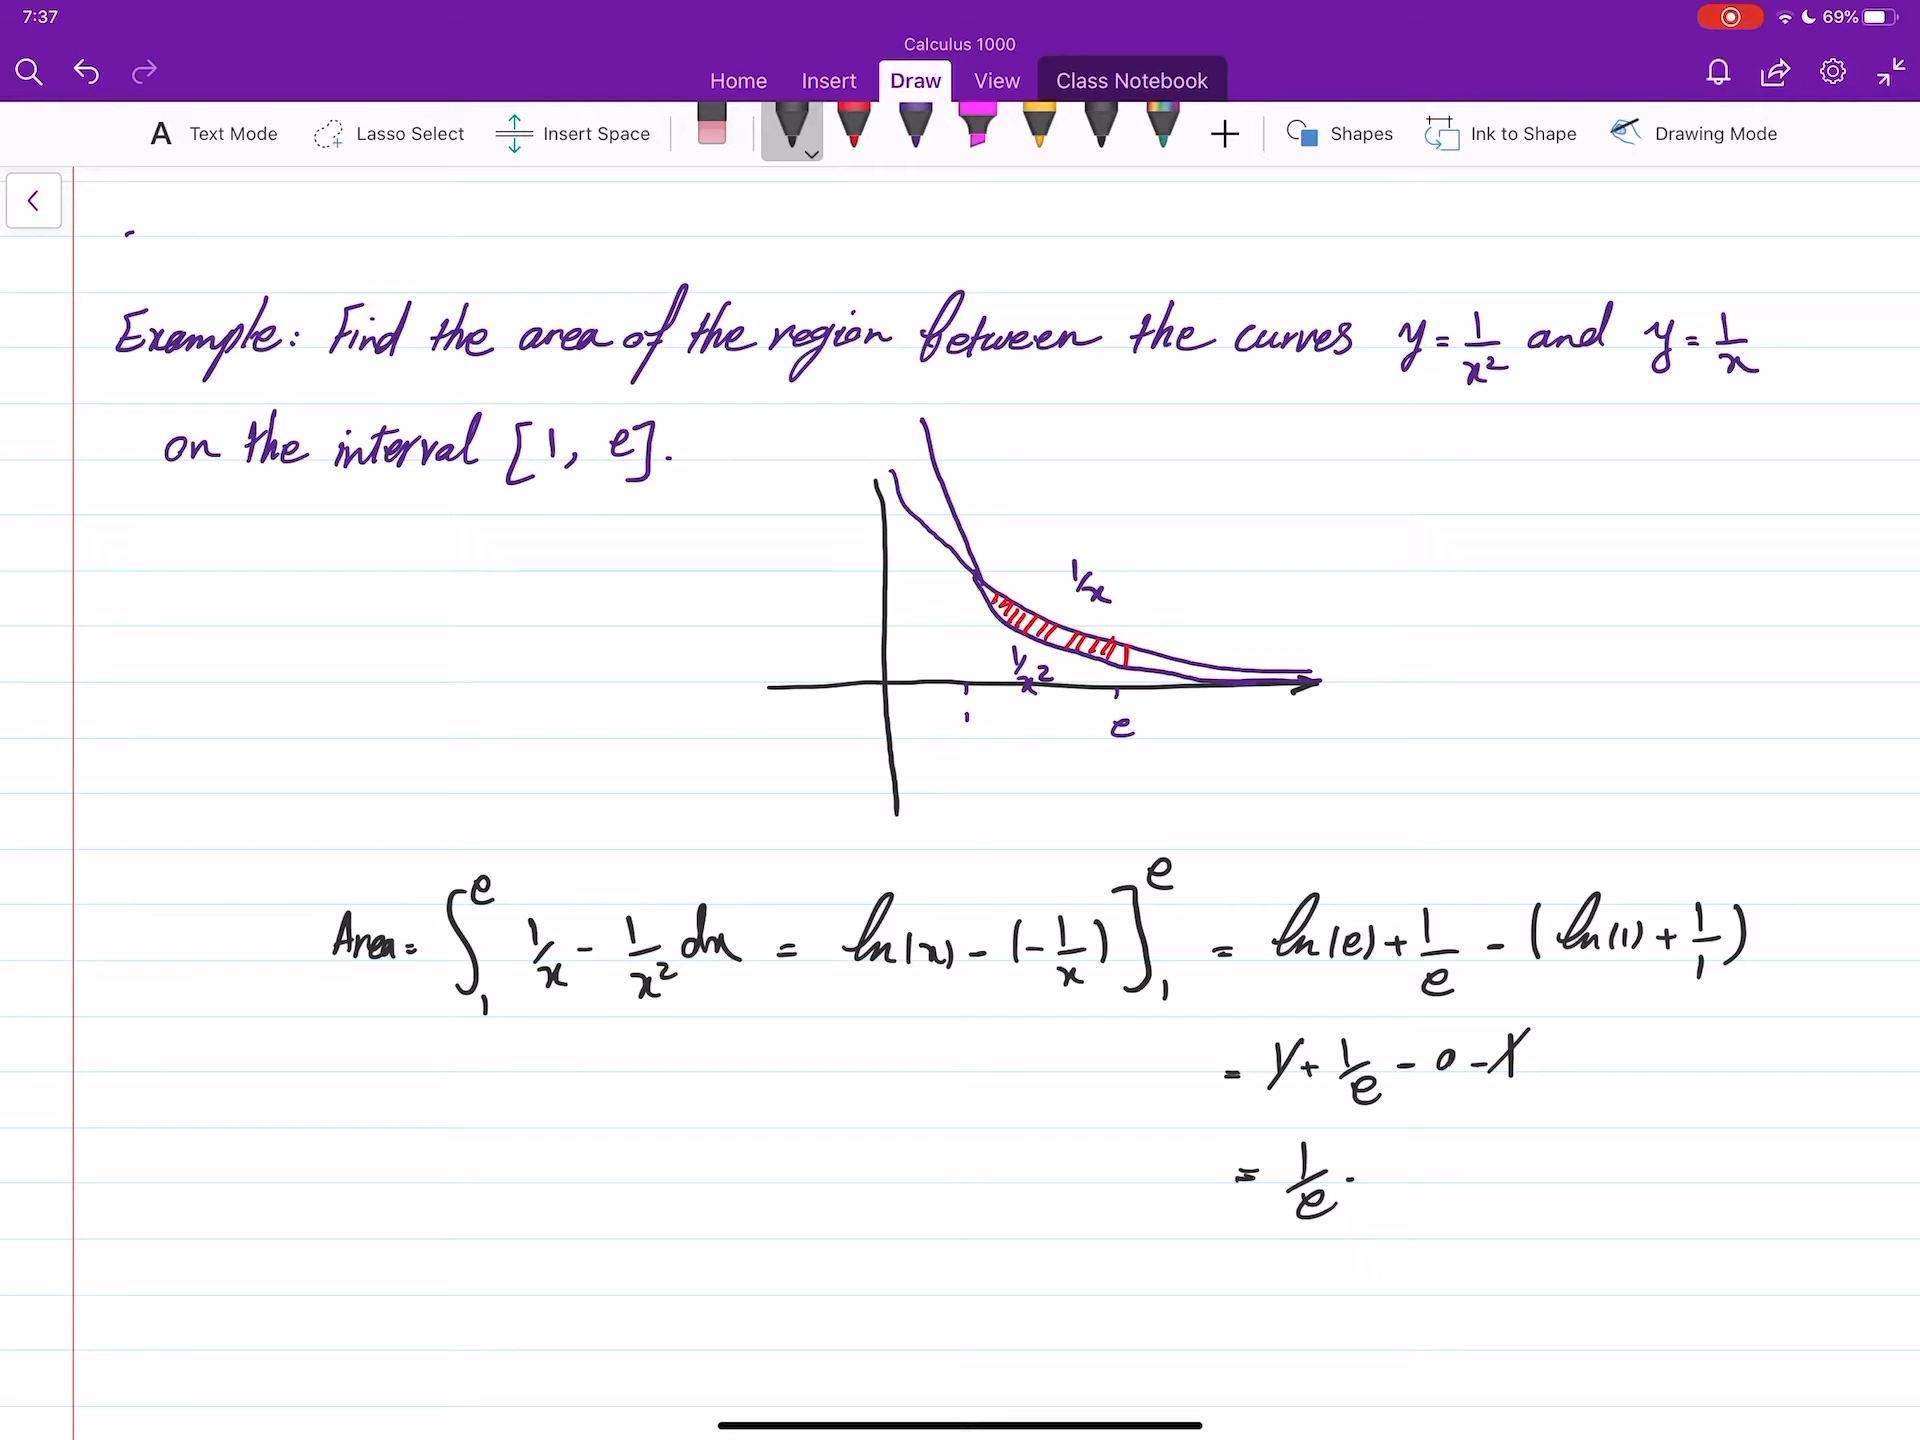 7:37
69%
Calculus 1000
Home Insert Draw View Class Notebook
Text Mode Lasso Select Insert Space Shapes Ink to Shape Drawing Mode
Example: Find the area of the region between the curves y = 1/x² and y = 1/x
on the interval [1, e].
1/x
1/x²
1 e
Area = ∫₁ᵉ 1/x - 1/x² dx = ln(x) - (-1/x)]₁ᵉ = ln(e) + 1/e - (ln(1) + 1/1)
= 1 + 1/e - 0 - 1
= 1/e.